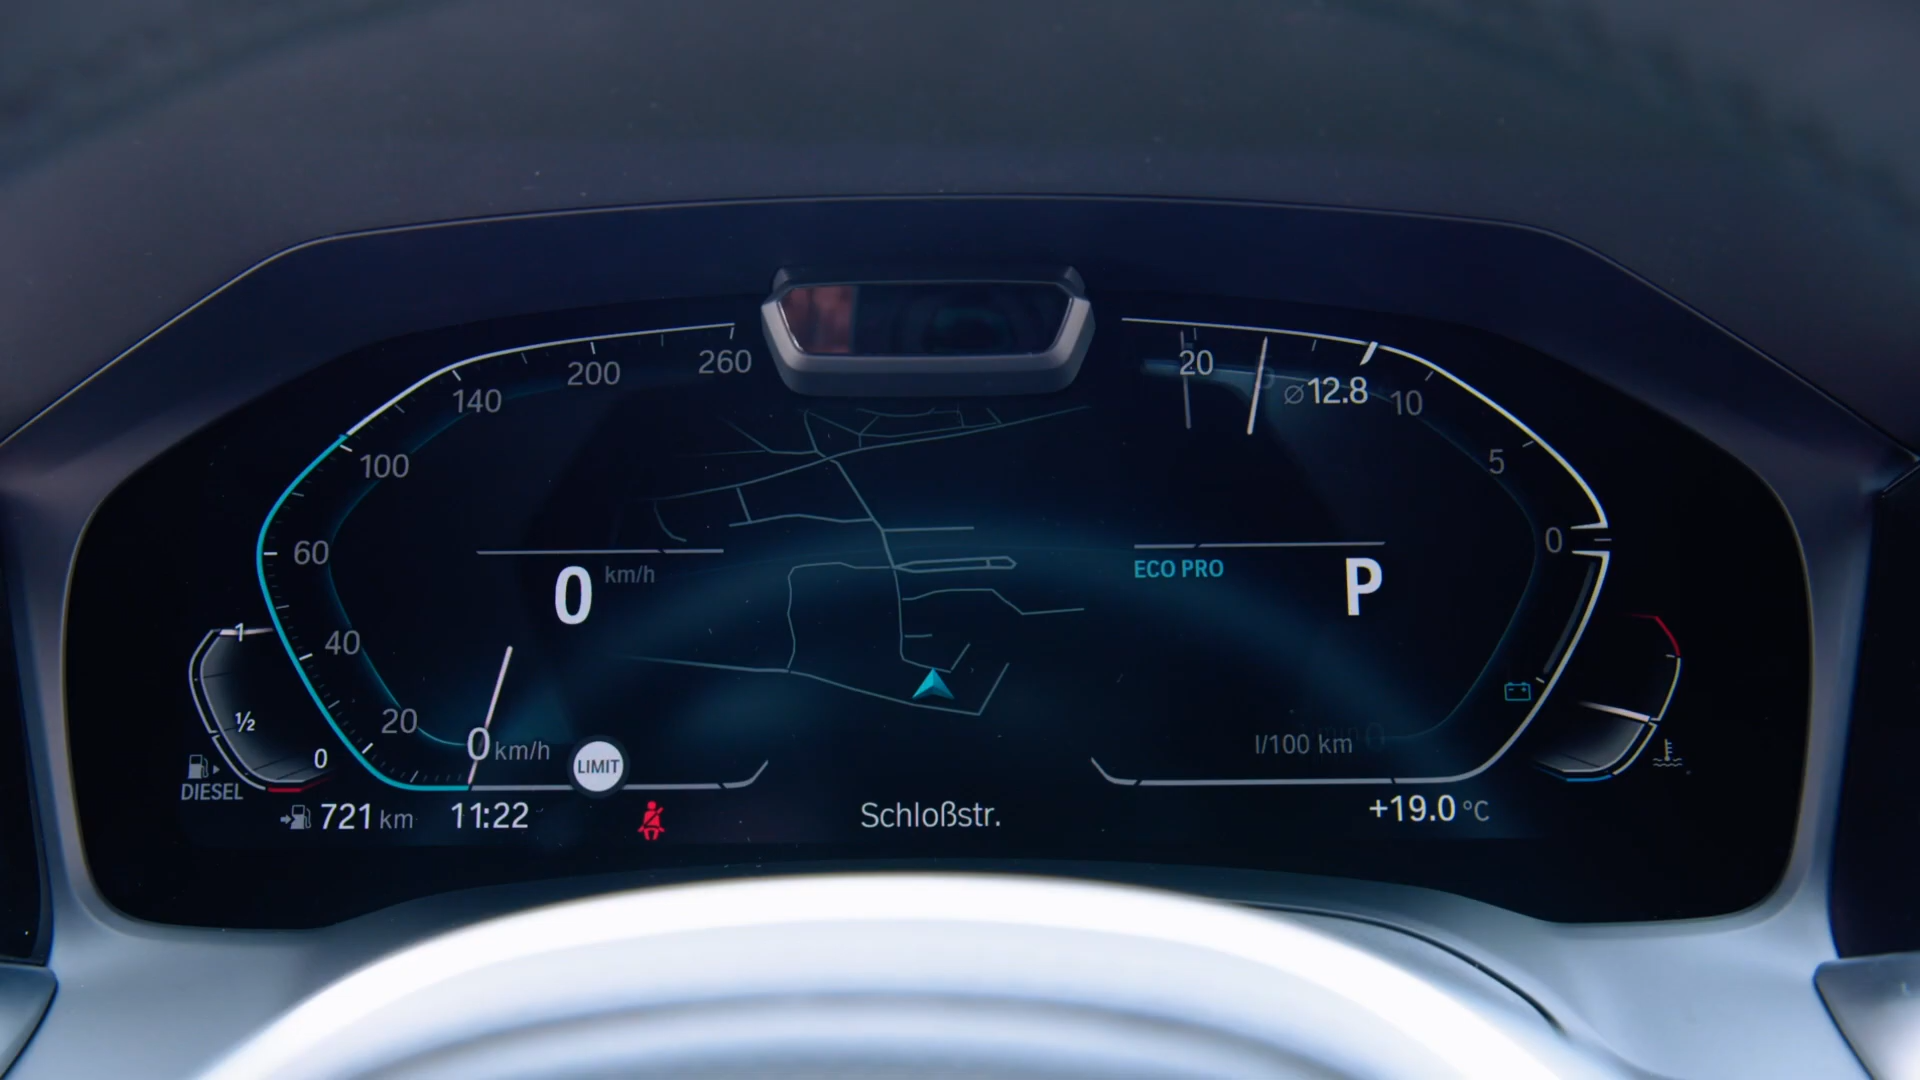 260
20
200
⌀12.8
140
10
100
5
60
0
0 km/h
ECO PRO
P
1
40
½
20
0
0 km/h
LIMIT
l/100 km
DIESEL
721 km
11:22
Schloßstr.
+19.0 °C